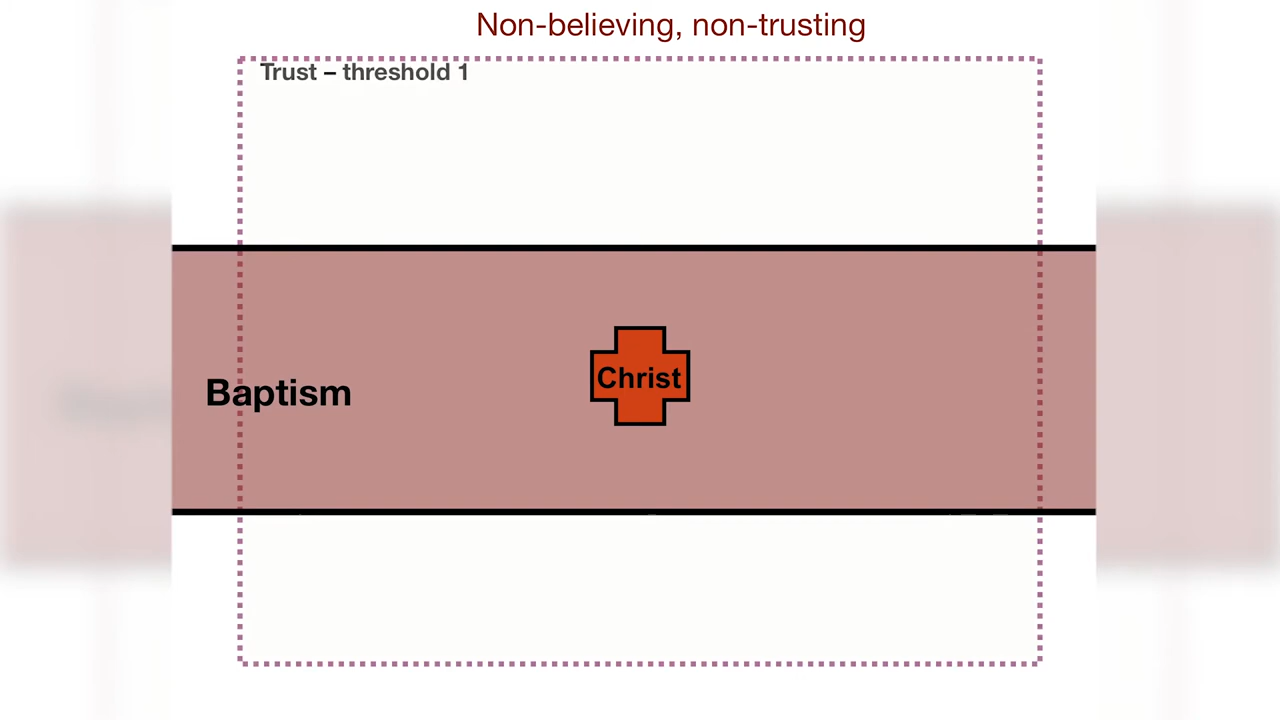 Non-believing, non-trusting
Trust – threshold 1
Christ
Baptism